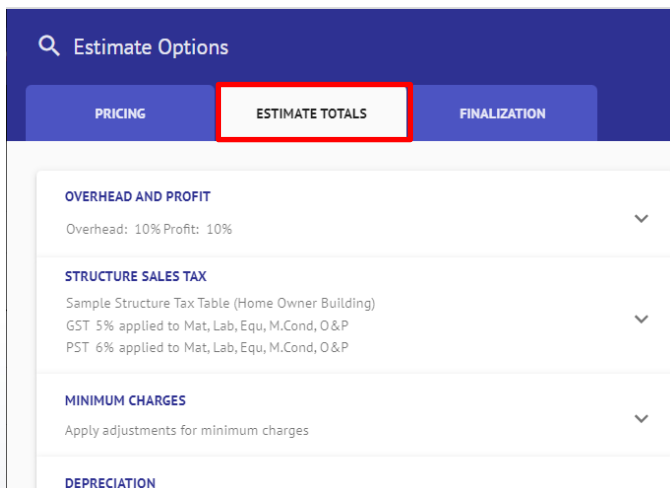 Estimate Options
PRICING
ESTIMATE TOTALS
FINALIZATION
OVERHEAD AND PROFIT
Overhead: 10% Profit: 10%
STRUCTURE SALES TAX
Sample Structure Tax Table (Home Owner Building)
GST 5% applied to Mat, Lab, Equ, M.Cond, O&P
PST 6% applied to Mat, Lab, Equ, M.Cond, O&P
MINIMUM CHARGES
Apply adjustments for minimum charges
DEPRECIATION